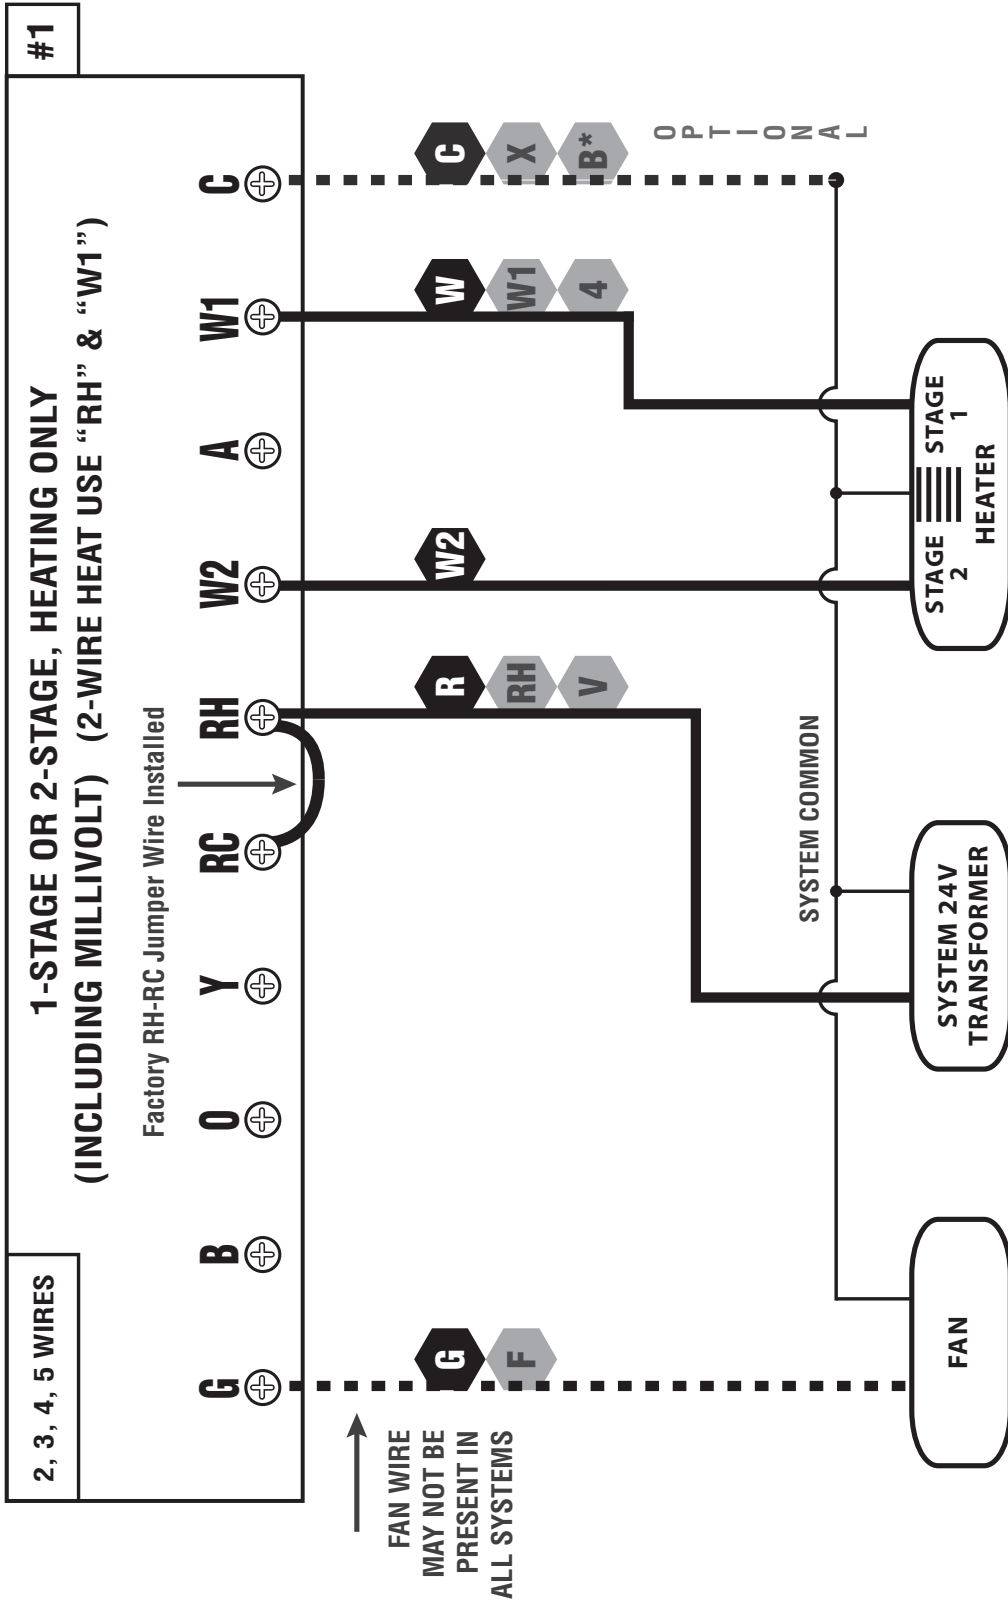 2, 3, 4, 5 WIRES
#1
1-STAGE OR 2-STAGE, HEATING ONLY
(INCLUDING MILLIVOLT) (2-WIRE HEAT USE “RH” & “W1”)
Factory RH-RC Jumper Wire Installed
G B O Y RC RH W2 A W1 C
FAN WIRE
MAY NOT BE
PRESENT IN
ALL SYSTEMS
G
F
R
RH
V
W2
W
W1
4
C
X
B*
OPTIONAL
SYSTEM COMMON
FAN
SYSTEM 24V
TRANSFORMER
STAGE
2
STAGE
1
HEATER